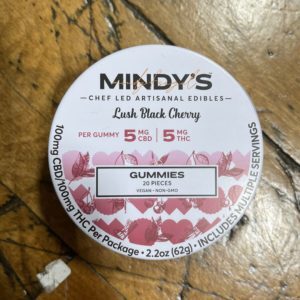 MINDY'S
CHEF LED ARTISANAL EDIBLES
Lush Black Cherry
PER GUMMY 5 MG CBD | 5 MG THC
GUMMIES
20 PIECES
VEGAN • NON-GMO
100mg CBD/100mg THC Per Package • 2.2oz (62g) • INCLUDES MULTIPLE SERVINGS